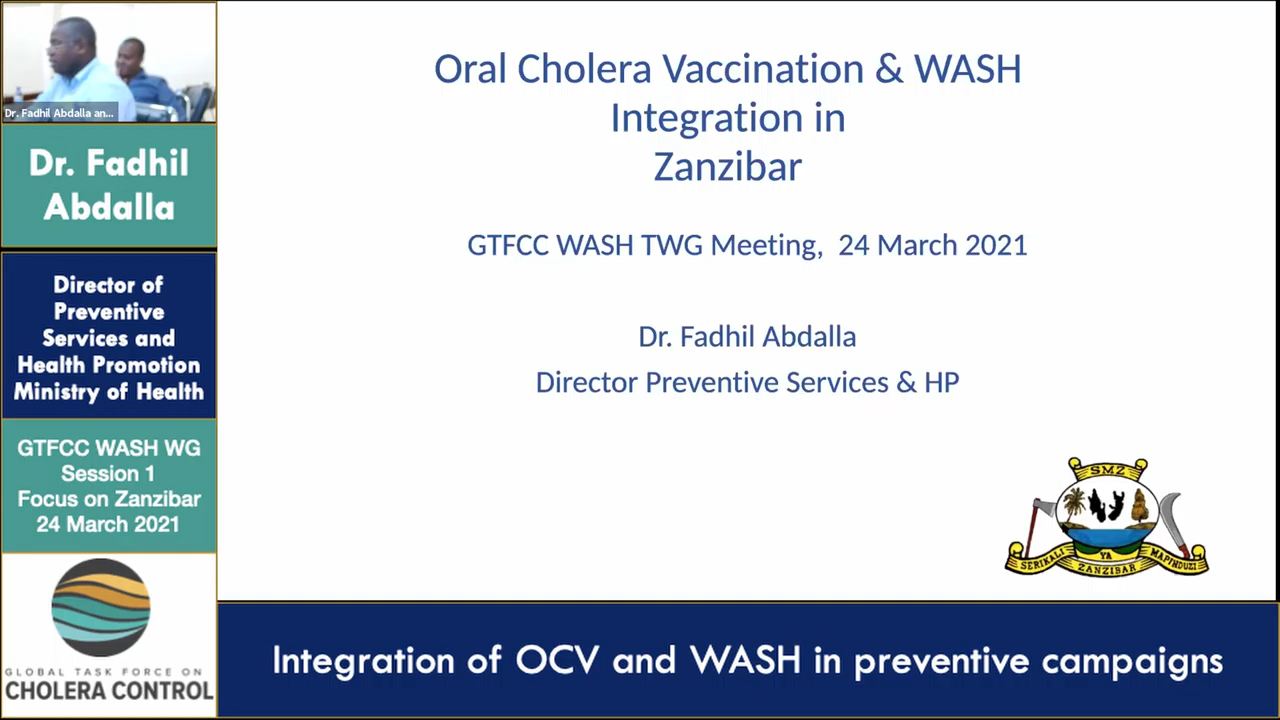 Dr. Fadhil Abdalla an...
Dr. Fadhil
Abdalla
Director of
Preventive
Services and
Health Promotion
Ministry of Health
GTFCC WASH WG
Session 1
Focus on Zanzibar
24 March 2021
GLOBAL TASK FORCE ON
CHOLERA CONTROL
Oral Cholera Vaccination & WASH
Integration in
Zanzibar
GTFCC WASH TWG Meeting, 24 March 2021
Dr. Fadhil Abdalla
Director Preventive Services & HP
SMZ
SERIKALI YA MAPINDUZI
ZANZIBAR
Integration of OCV and WASH in preventive campaigns